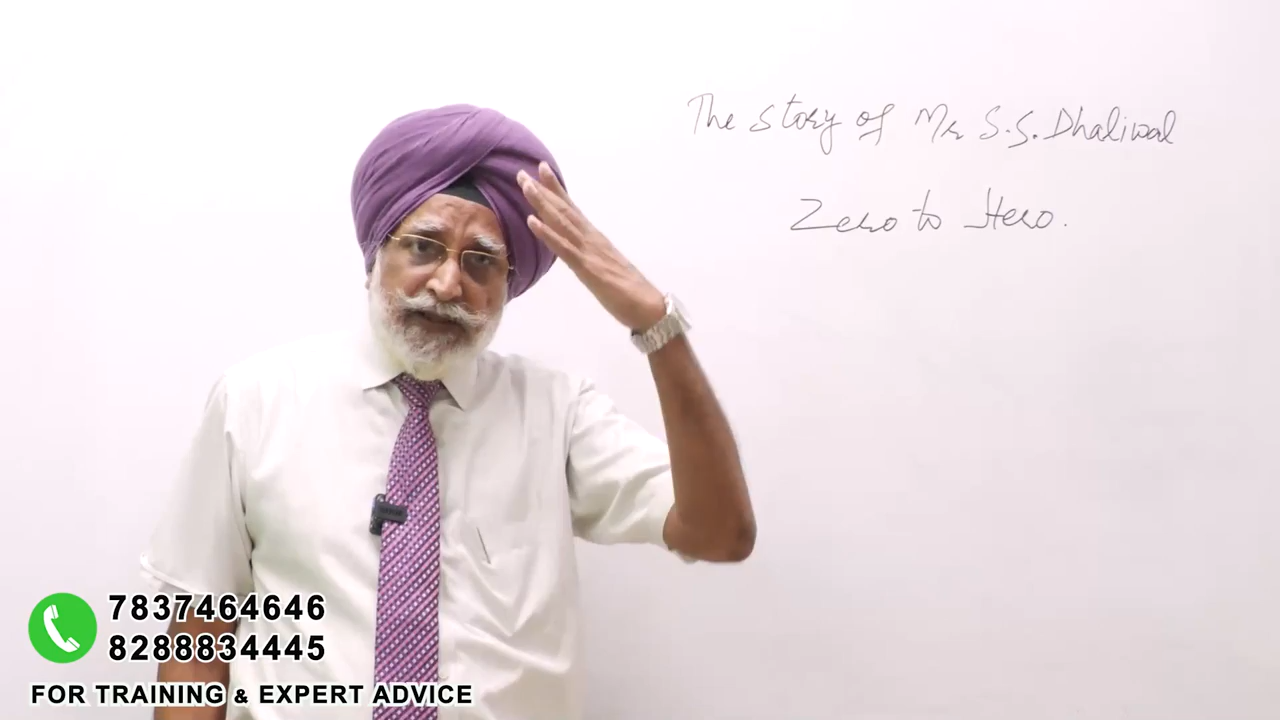 The Story of Mr S.S. Dhaliwal
Zero to Hero.
7837464646
8288834445
FOR TRAINING & EXPERT ADVICE